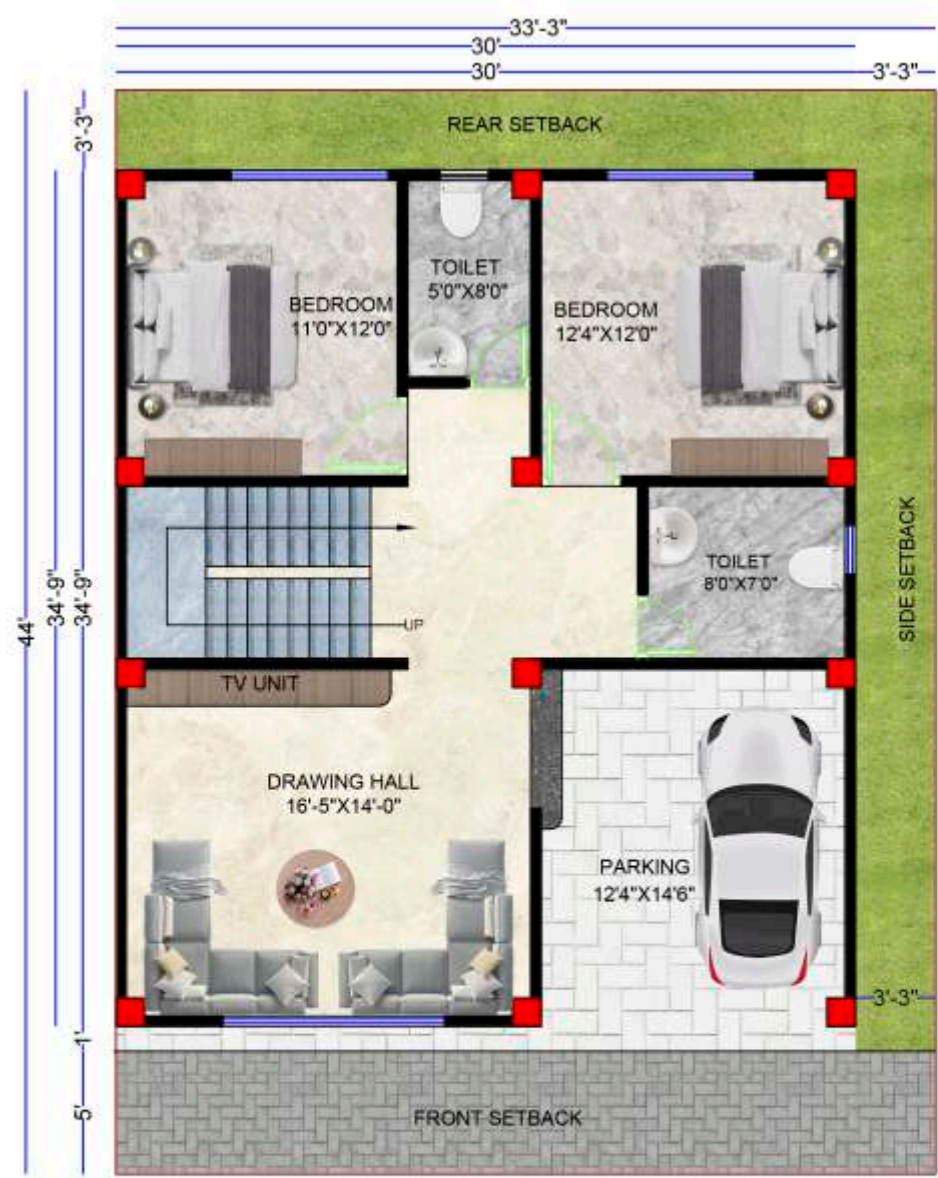 33'-3"
30'
30'
3'-3"
3'-3"
REAR SETBACK
TOILET
5'0"X8'0"
BEDROOM
11'0"X12'0"
BEDROOM
12'4"X12'0"
SIDE SETBACK
TOILET
8'0"X7'0"
44'
34'-9"
34'-9"
UP
TV UNIT
DRAWING HALL
16'-5"X14'-0"
PARKING
12'4"X14'6"
3'-3"
1'
5'
FRONT SETBACK